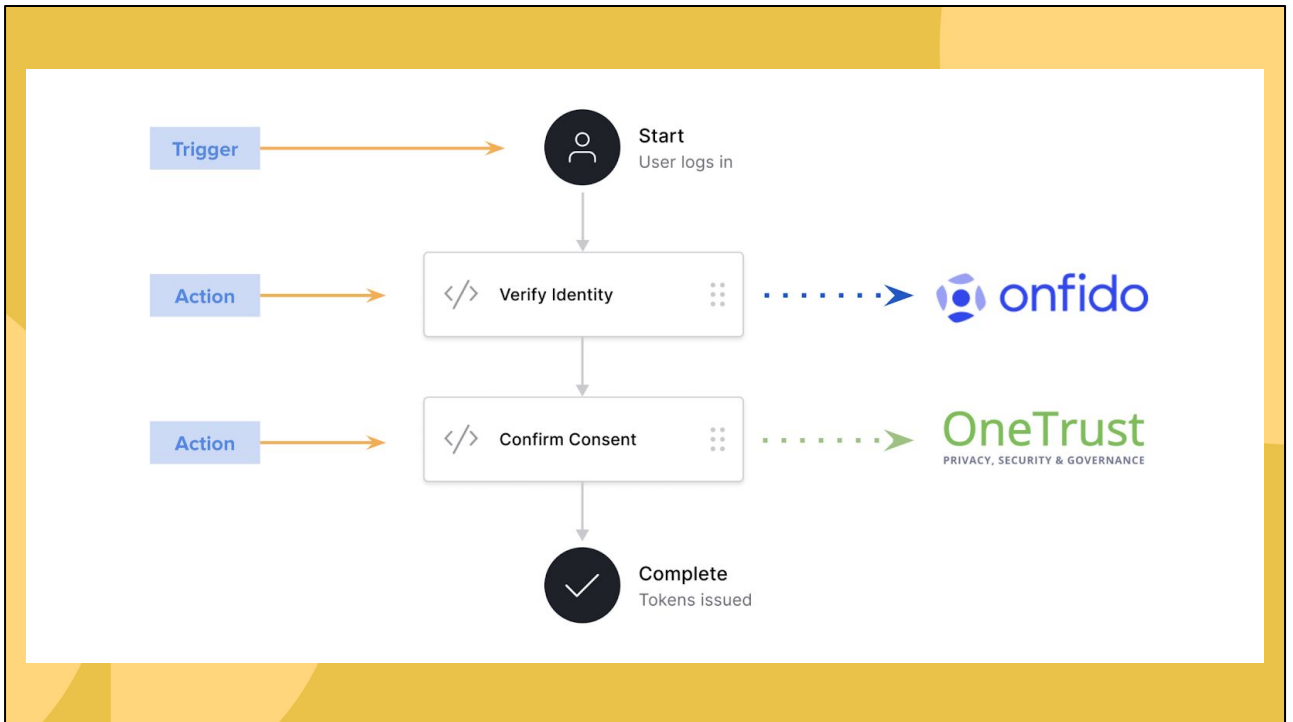 Trigger
Start
User logs in
Action
</> Verify Identity
onfido
Action
</> Confirm Consent
OneTrust
PRIVACY, SECURITY & GOVERNANCE
Complete
Tokens issued